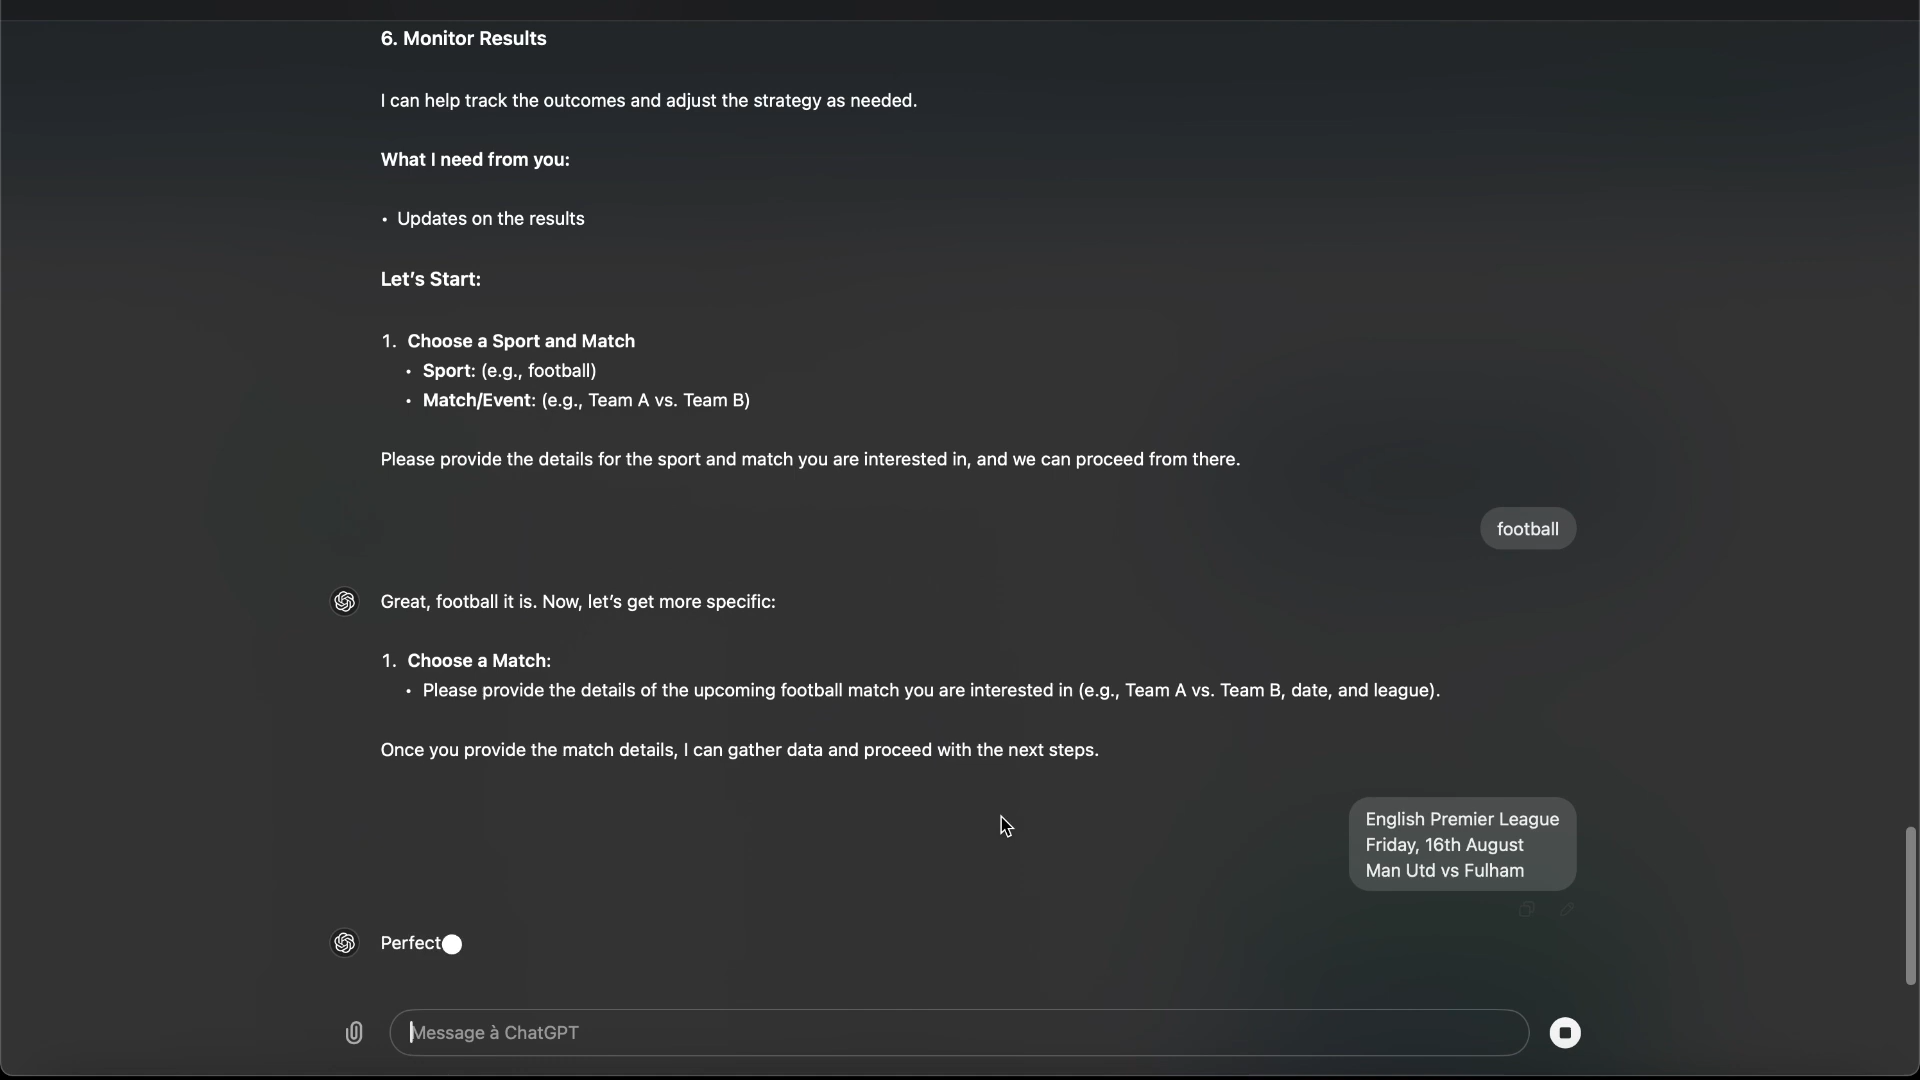 6. Monitor Results
I can help track the outcomes and adjust the strategy as needed.
What I need from you:
• Updates on the results
Let's Start:
1. Choose a Sport and Match
• Sport: (e.g., football)
• Match/Event: (e.g., Team A vs. Team B)
Please provide the details for the sport and match you are interested in, and we can proceed from there.
football
Great, football it is. Now, let's get more specific:
1. Choose a Match:
• Please provide the details of the upcoming football match you are interested in (e.g., Team A vs. Team B, date, and league).
Once you provide the match details, I can gather data and proceed with the next steps.
English Premier League
Friday, 16th August
Man Utd vs Fulham
Perfect
Message à ChatGPT